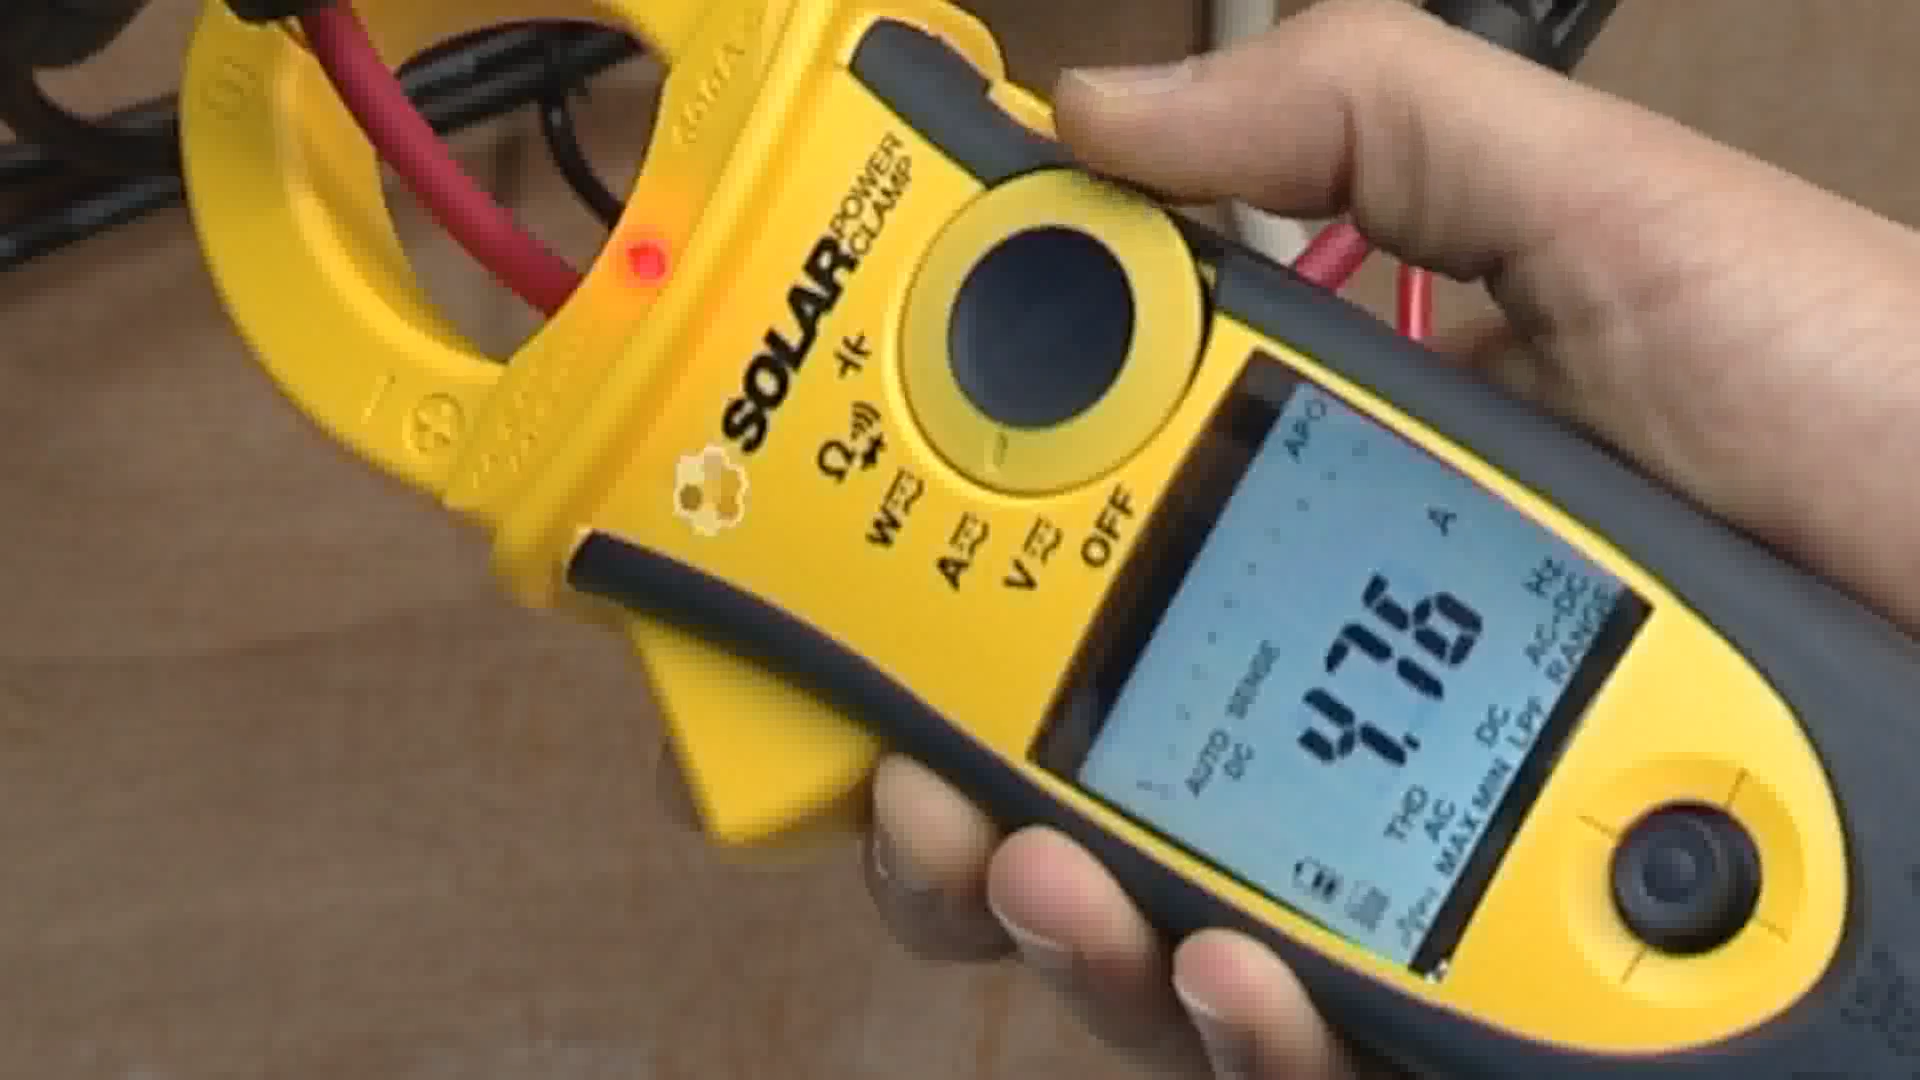 SOLAR
POWER
CLAMP
Ω
W
A
V
OFF
APO
AUTO SENSE
DC
A
4.76
Hz
THD DC AC-DC
AC LPF RANGE
MAX MIN